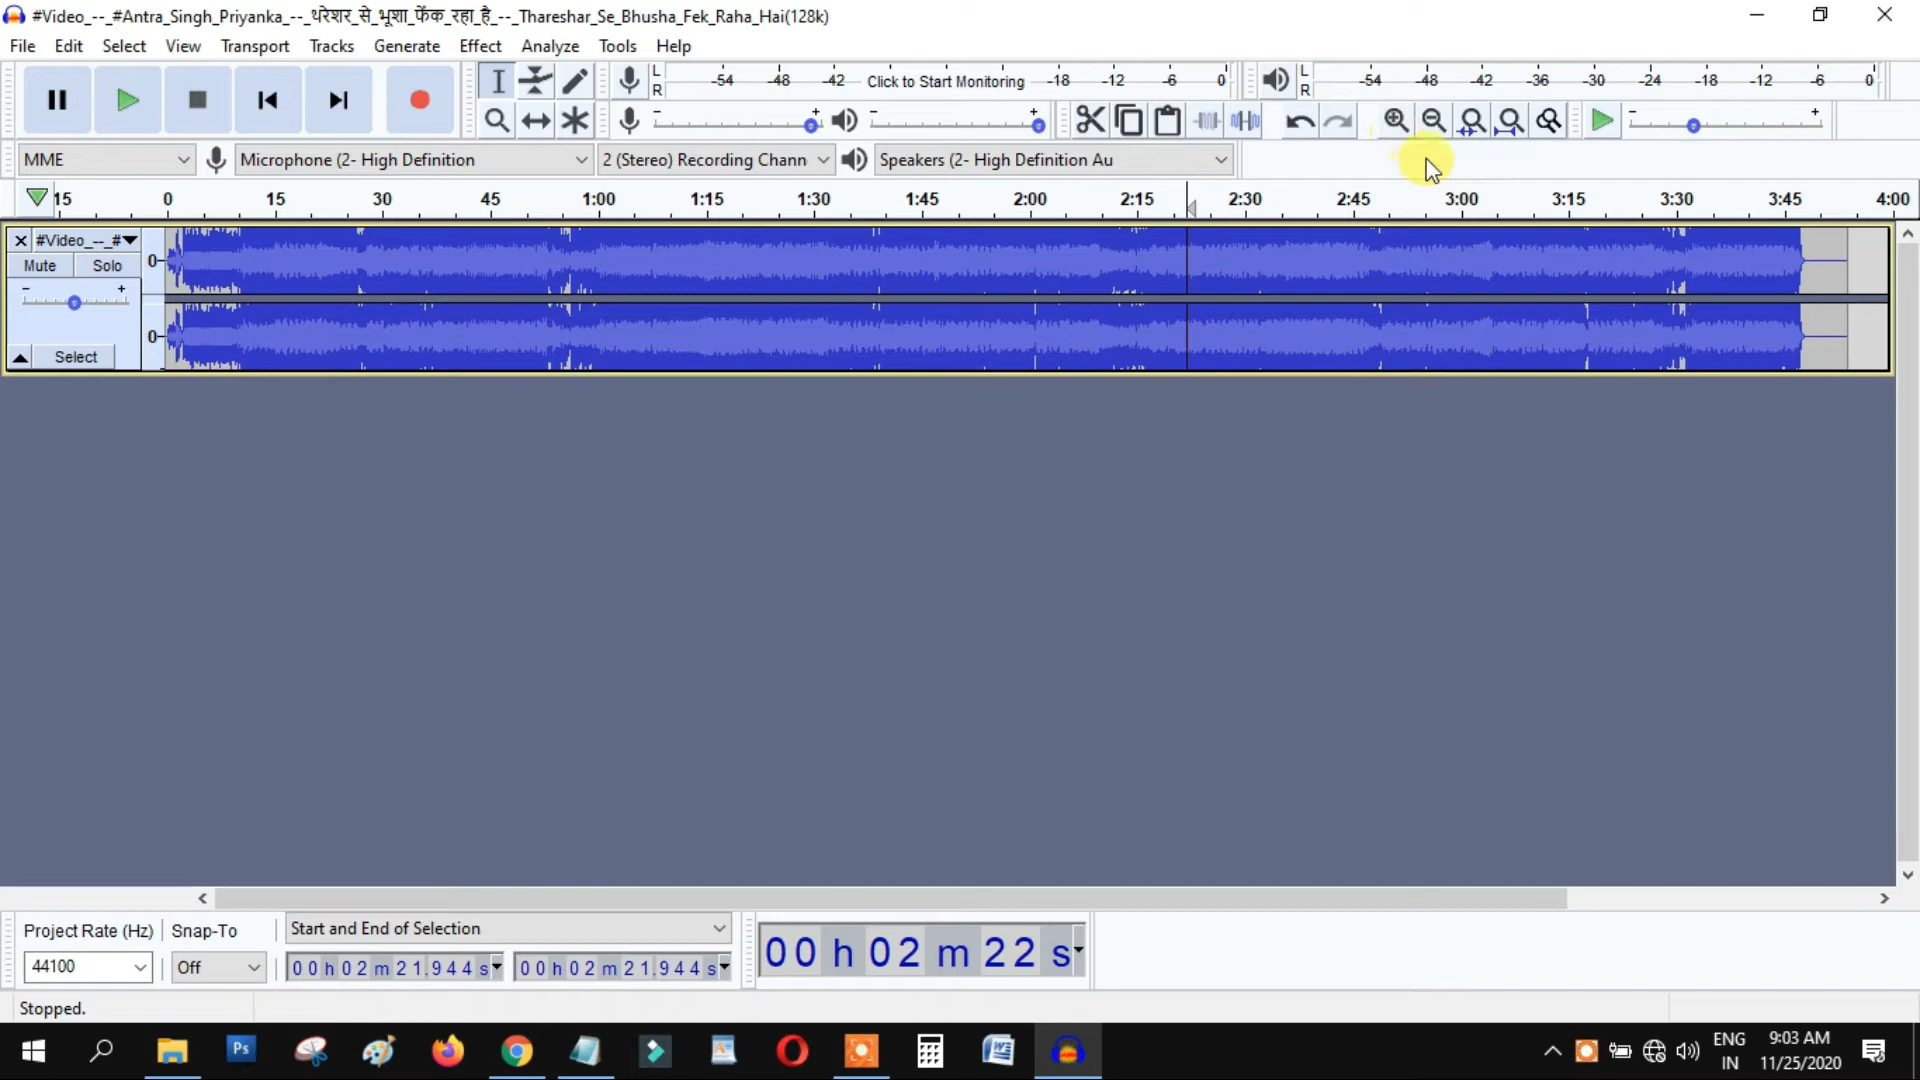 #Video_--_#Antra_Singh_Priyanka_--_थरेशर_से_भूशा_फेंक_रहा_है_--_Thareshar_Se_Bhusha_Fek_Raha_Hai(128k)
File Edit Select View Transport Tracks Generate Effect Analyze Tools Help
L R -54 -48 -42 Click to Start Monitoring -18 -12 -6 0 L R -54 -48 -42 -36 -30 -24 -18 -12 -6 0
- + - + - +
MME Microphone (2- High Definition 2 (Stereo) Recording Chann Speakers (2- High Definition Au
15 0 15 30 45 1:00 1:15 1:30 1:45 2:00 2:15 2:30 2:45 3:00 3:15 3:30 3:45 4:00
#Video_--_#
Mute Solo 0
- +
0
Select
Project Rate (Hz) Snap-To Start and End of Selection
44100 Off 00 h 02 m 21.944 s 00 h 02 m 21.944 s 00 h 02 m 22 s
Stopped.
Ps
ENG 9:03 AM
IN 11/25/2020